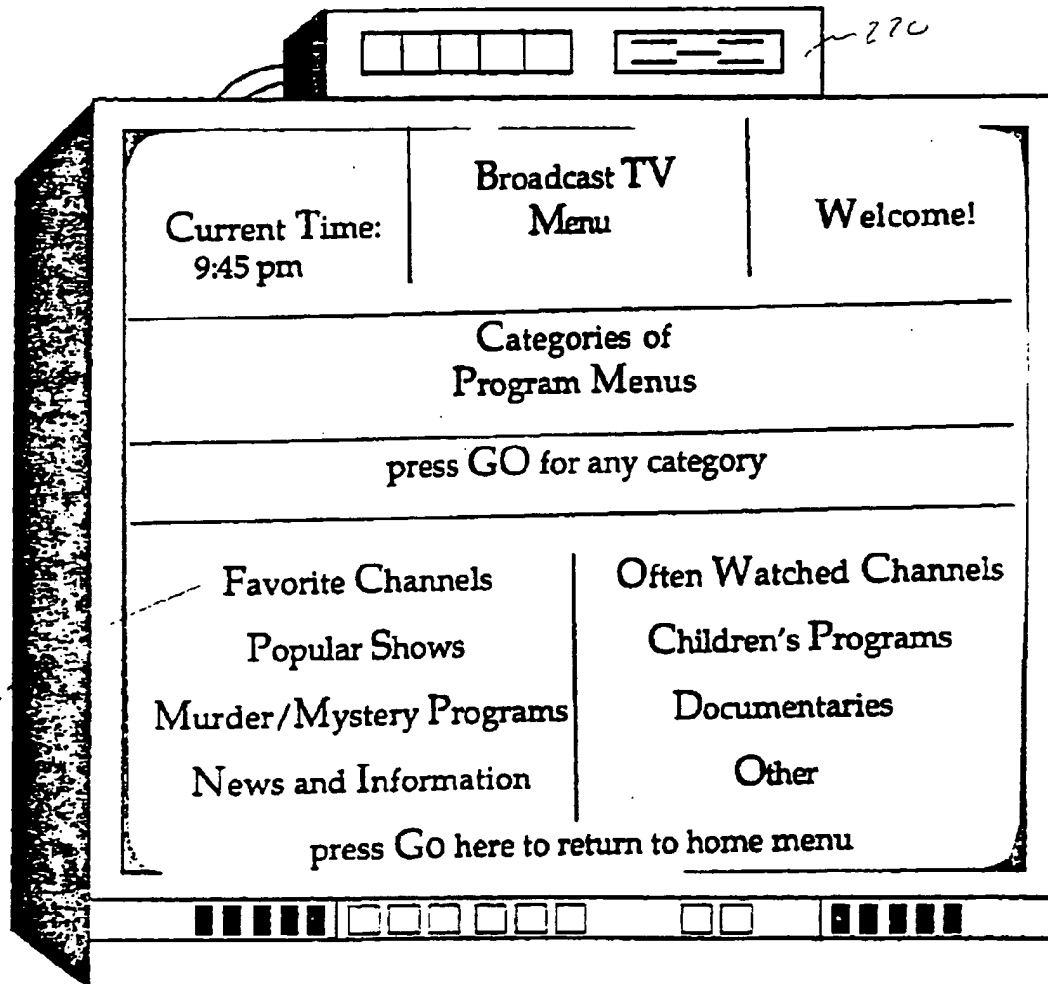 220
Broadcast TV
Menu
Current Time:
9:45 pm
Welcome!
Categories of
Program Menus
press GO for any category
Favorite Channels
Popular Shows
Murder/Mystery Programs
News and Information
Often Watched Channels
Children's Programs
Documentaries
Other
press Go here to return to home menu